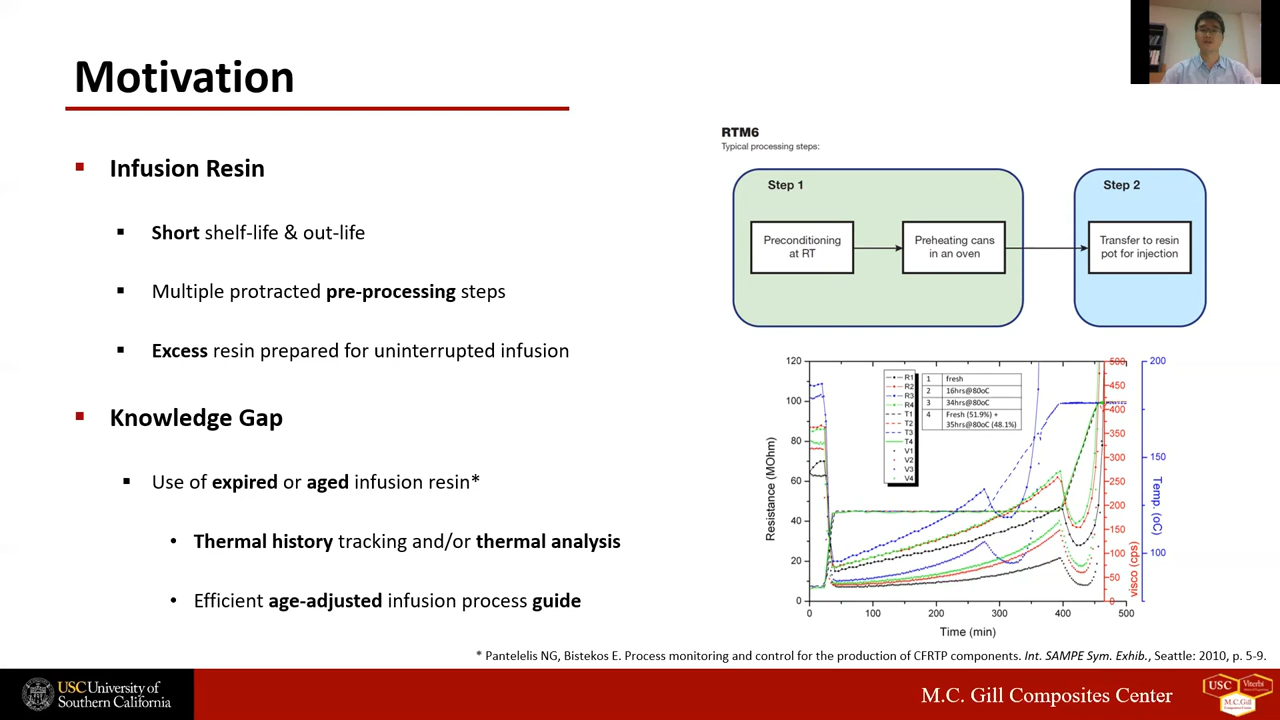 Motivation
Infusion Resin
Short shelf-life & out-life
Multiple protracted pre-processing steps
Excess resin prepared for uninterrupted infusion
Knowledge Gap
Use of expired or aged infusion resin*
Thermal history tracking and/or thermal analysis
Efficient age-adjusted infusion process guide
RTM6
Typical processing steps:
Step 1
Preconditioning
at RT
Preheating cans
in an oven
Step 2
Transfer to resin
pot for injection
120
100
80
60
40
20
0
Resistance (MOhm)
0
100
200
300
400
500
Time (min)
500
450
400
350
300
250
200
150
100
50
0
visco (cps)
200
150
100
Temp. (oC)
R1
R2
R3
R4
T1
T2
T3
T4
V1
V2
V3
V4
1 fresh
2 16hrs@80oC
3 34hrs@80oC
4 Fresh (51.9%) +
35hrs@80oC (48.1%)
* Pantelelis NG, Bistekos E. Process monitoring and control for the production of CFRTP components. Int. SAMPE Sym. Exhib., Seattle: 2010, p. 5-9.
USC University of
Southern California
M.C. Gill Composites Center
USC
Viterbi
M.C.Gill